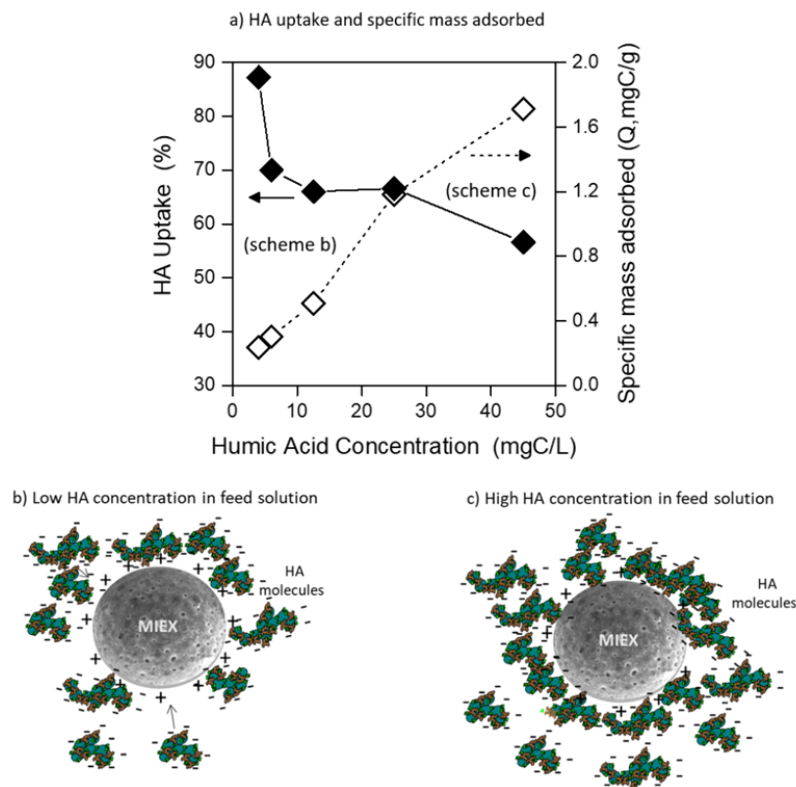 a) HA uptake and specific mass adsorbed
HA Uptake (%)
90
80
70
60
50
40
30
2.0
1.6
1.2
0.8
0.4
0.0
Specific mass adsorbed (Q,mgC/g)
(scheme c)
(scheme b)
0 10 20 30 40 50
Humic Acid Concentration (mgC/L)
b) Low HA concentration in feed solution
HA
molecules
MIEX
c) High HA concentration in feed solution
HA
molecules
MIEX